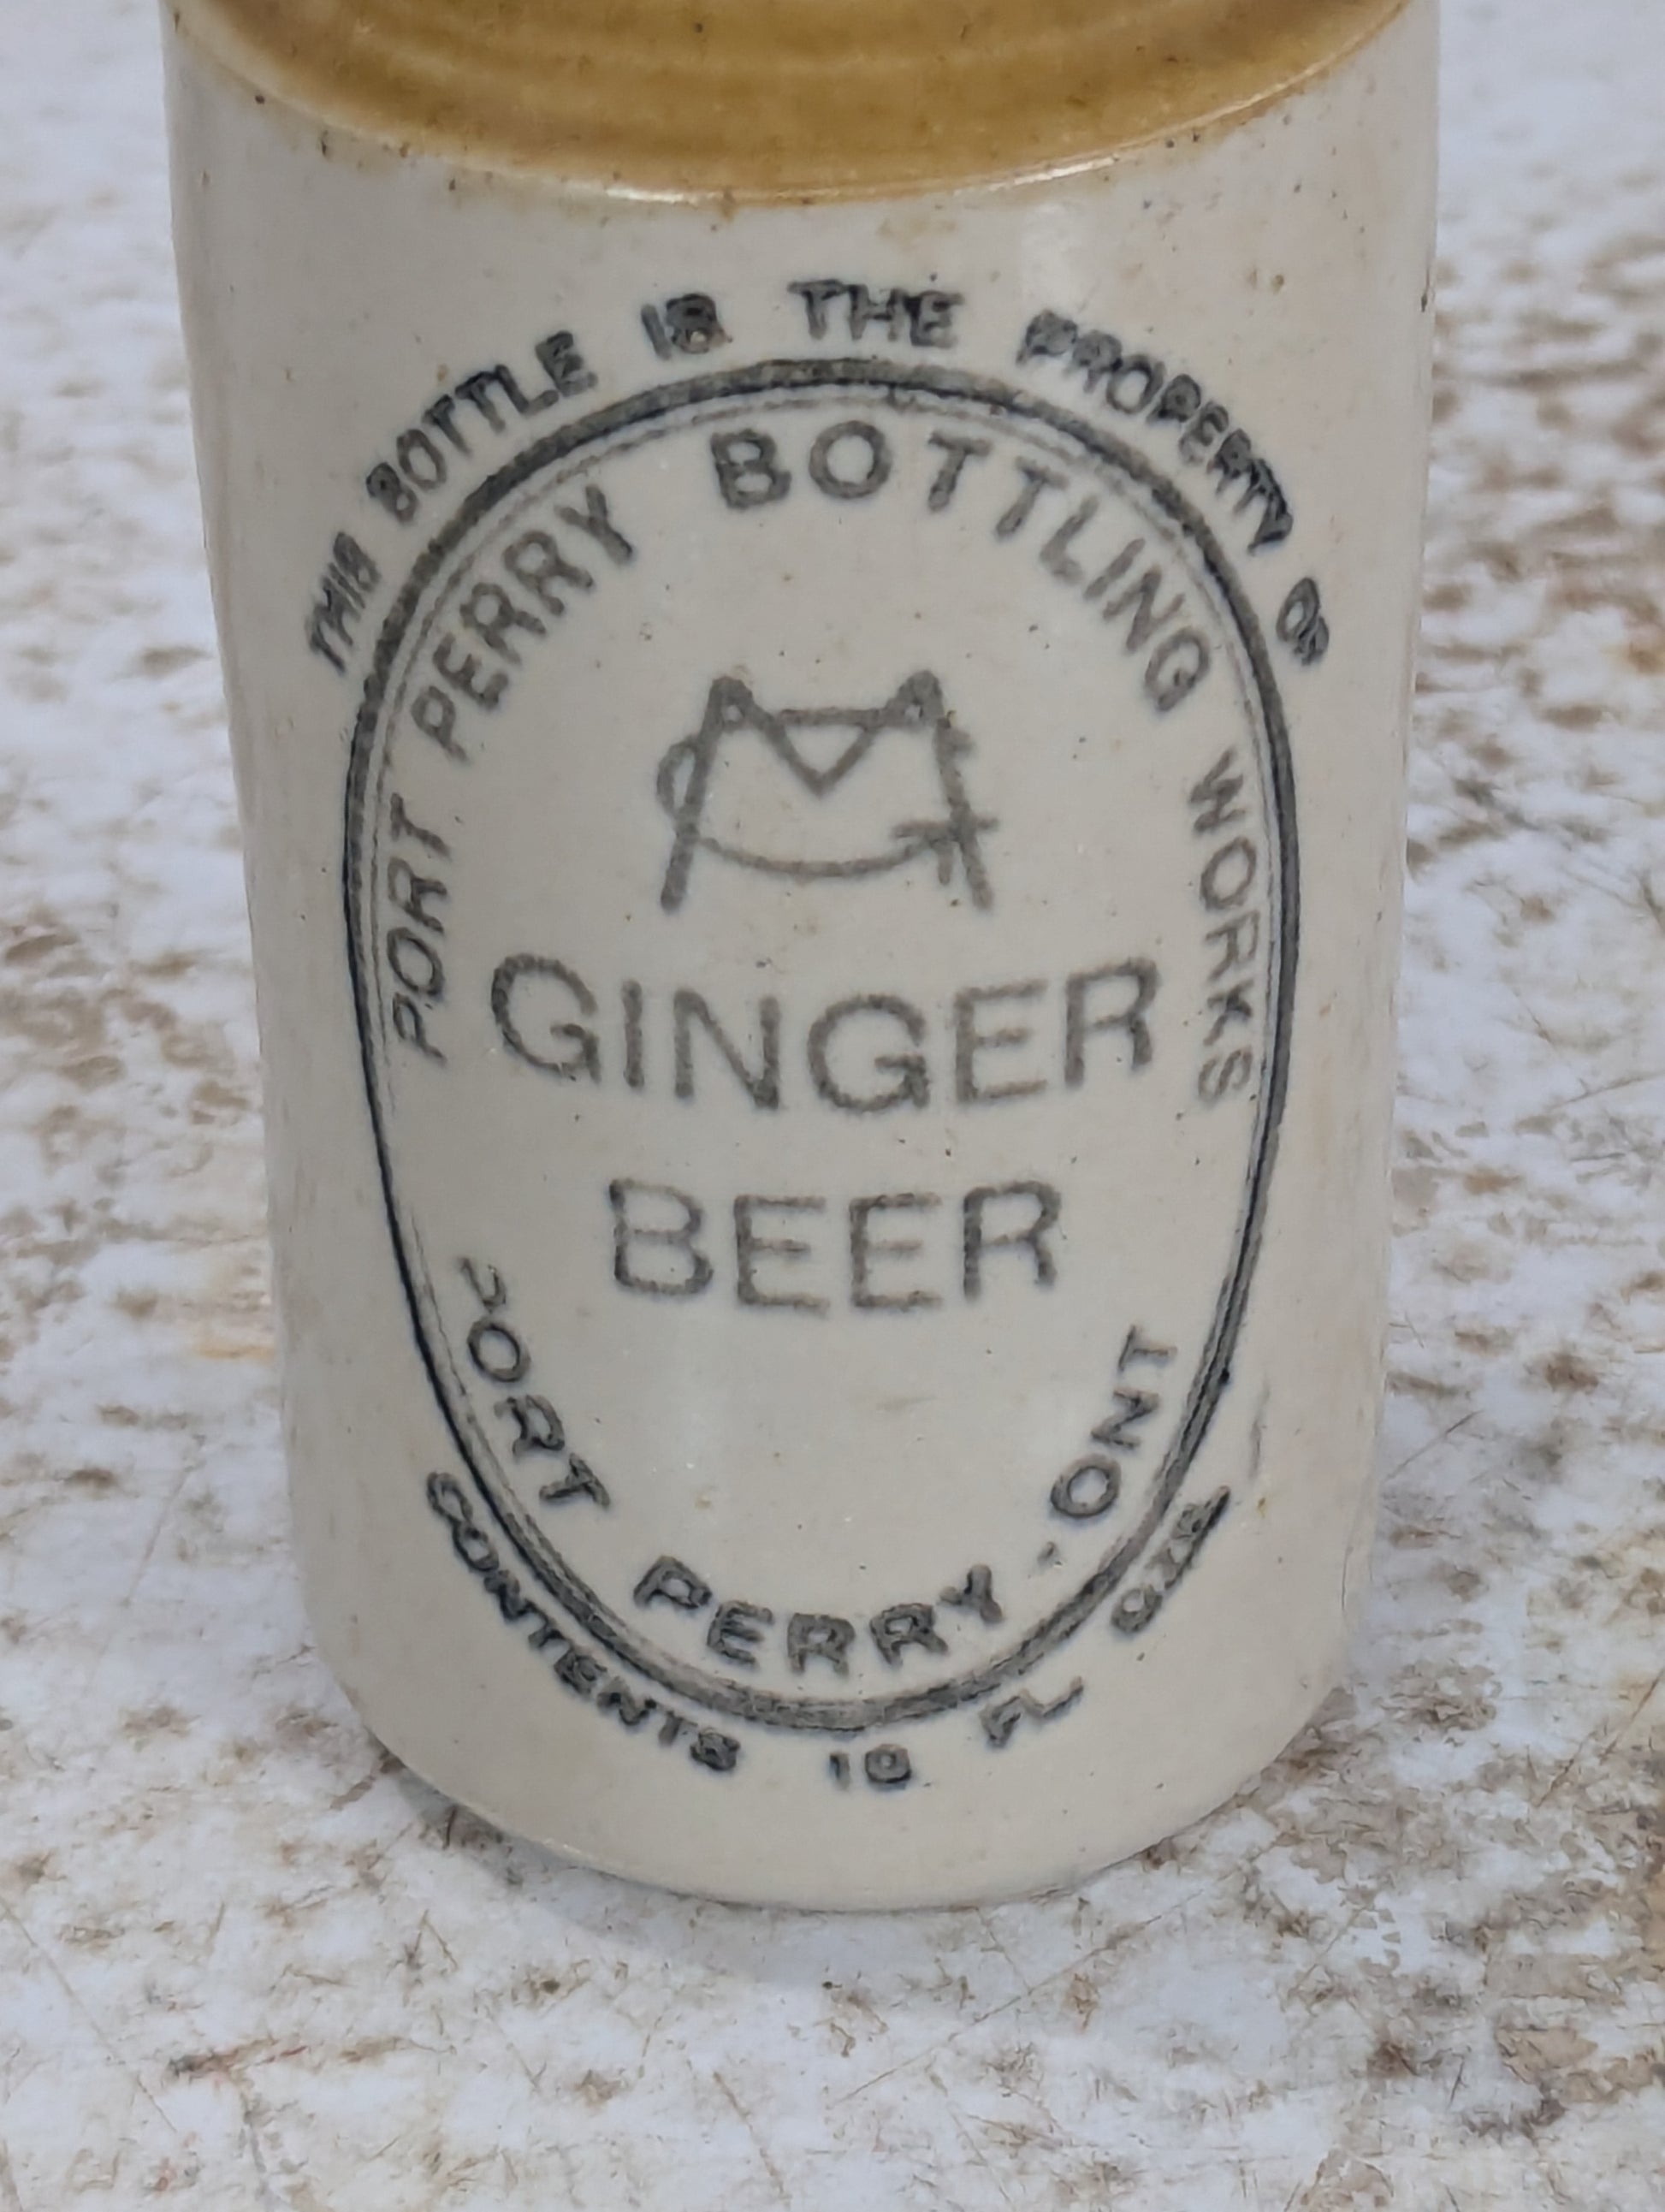 THIS BOTTLE IS THE PROPERTY OF
PORT PERRY BOTTLING WORKS
GINGER
BEER
PORT PERRY - ONT
CONTENTS 10 FL OZS